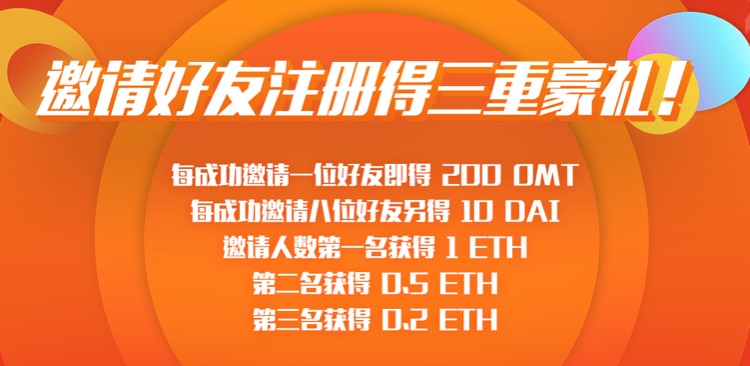 邀请好友注册得三重豪礼!
每成功邀请一位好友即得 200 OMT
每成功邀请八位好友另得 10 DAI
邀请人数第一名获得 1 ETH
第二名获得 0.5 ETH
第三名获得 0.2 ETH